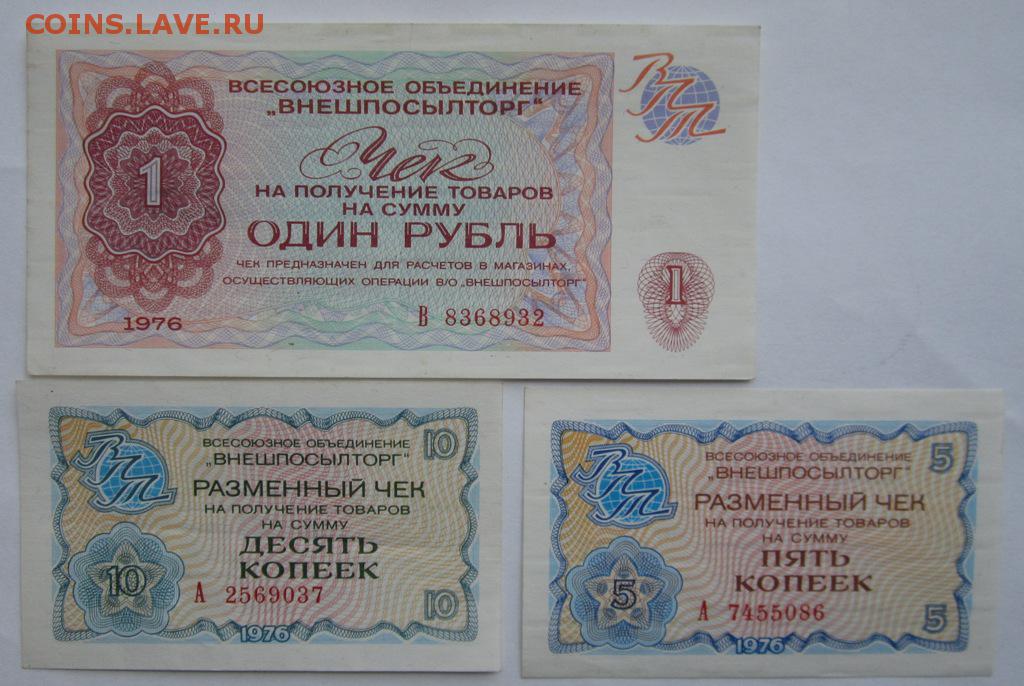 COINS.LAVE.RU
ВСЕСОЮЗНОЕ ОБЪЕДИНЕНИЕ
„ВНЕШПОСЫЛТОРГ"
ВПТ
Чек
1
НА ПОЛУЧЕНИЕ ТОВАРОВ
НА СУММУ
ОДИН РУБЛЬ
ЧЕК ПРЕДНАЗНАЧЕН ДЛЯ РАСЧЕТОВ В МАГАЗИНАХ,
ОСУЩЕСТВЛЯЮЩИХ ОПЕРАЦИИ В/О „ВНЕШПОСЫЛТОРГ"
1
1976
В 8368932
ВПТ
ВСЕСОЮЗНОЕ ОБЪЕДИНЕНИЕ
„ВНЕШПОСЫЛТОРГ"
10
РАЗМЕННЫЙ ЧЕК
НА ПОЛУЧЕНИЕ ТОВАРОВ
НА СУММУ
ДЕСЯТЬ
КОПЕЕК
10
А 2569037
10
1976
ВПТ
ВСЕСОЮЗНОЕ ОБЪЕДИНЕНИЕ
„ВНЕШПОСЫЛТОРГ"
5
РАЗМЕННЫЙ ЧЕК
НА ПОЛУЧЕНИЕ ТОВАРОВ
НА СУММУ
ПЯТЬ
КОПЕЕК
5
А 7455086
5
1976